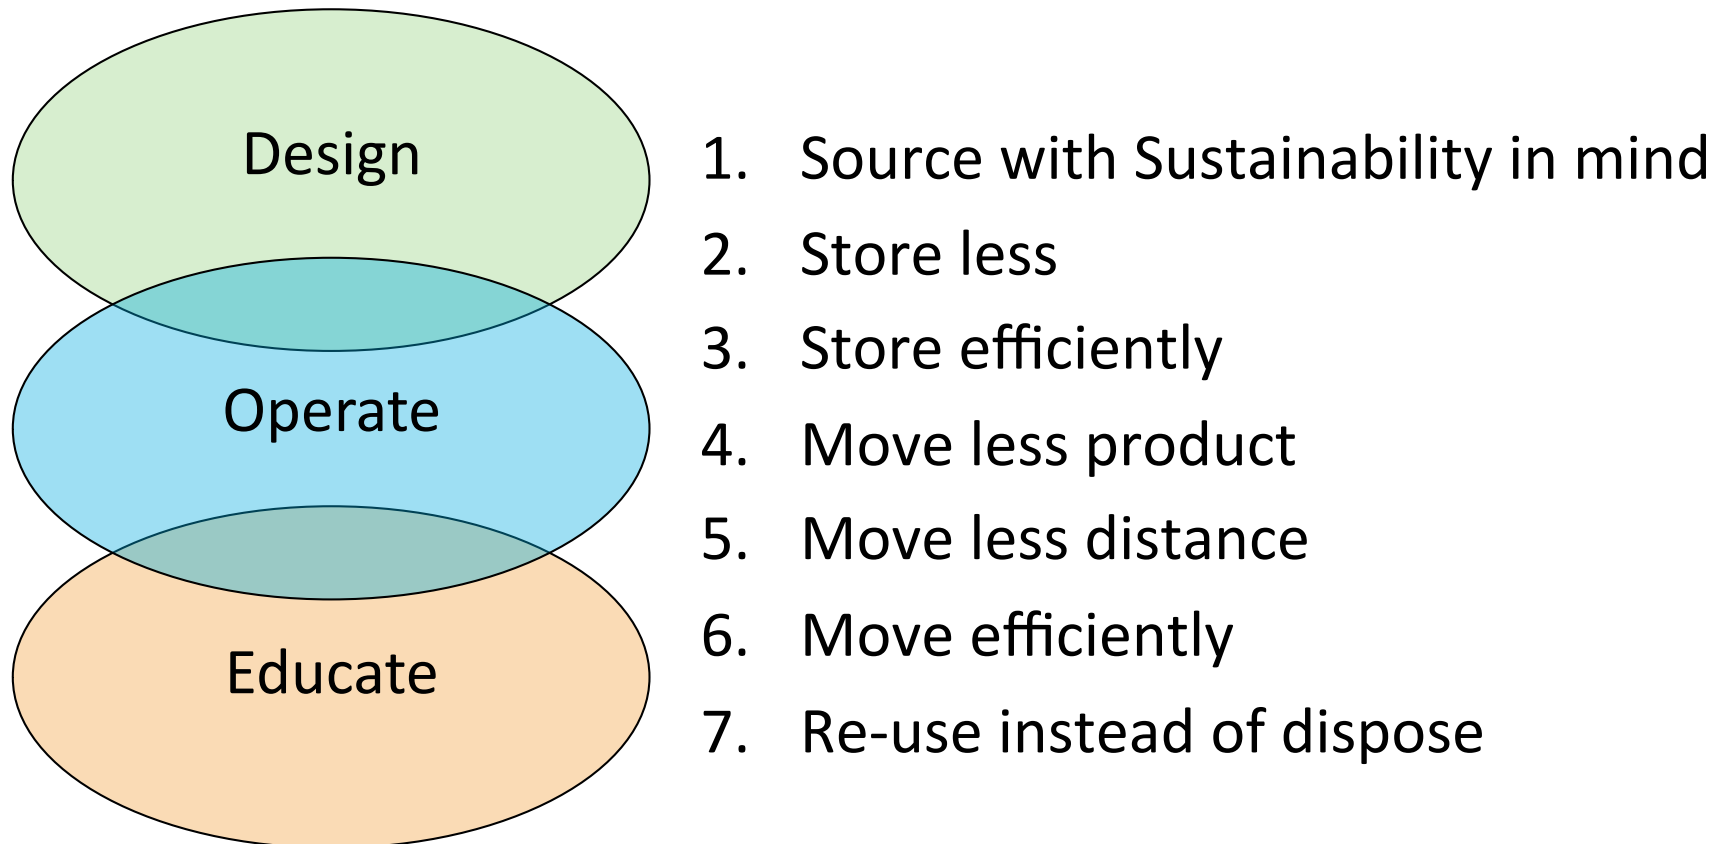 Design
Operate
Educate
1. Source with Sustainability in mind
2. Store less
3. Store efficiently
4. Move less product
5. Move less distance
6. Move efficiently
7. Re-use instead of dispose